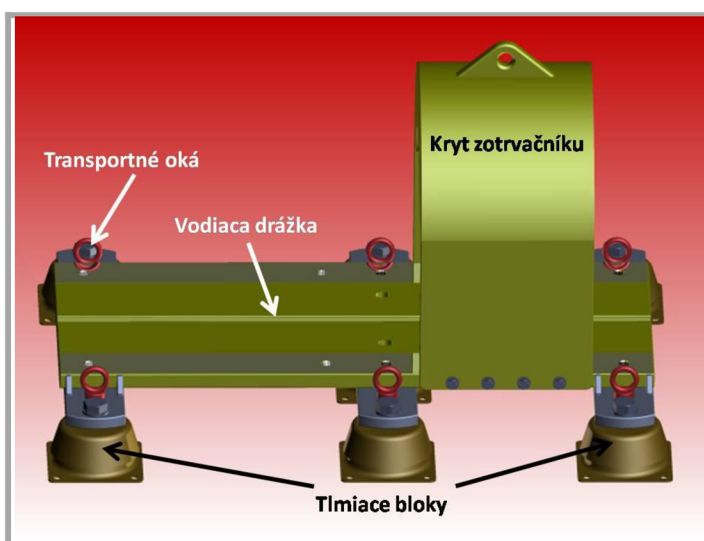 Kryt zotrvačníku
Transportné oká
Vodiaca drážka
Tlmiace bloky